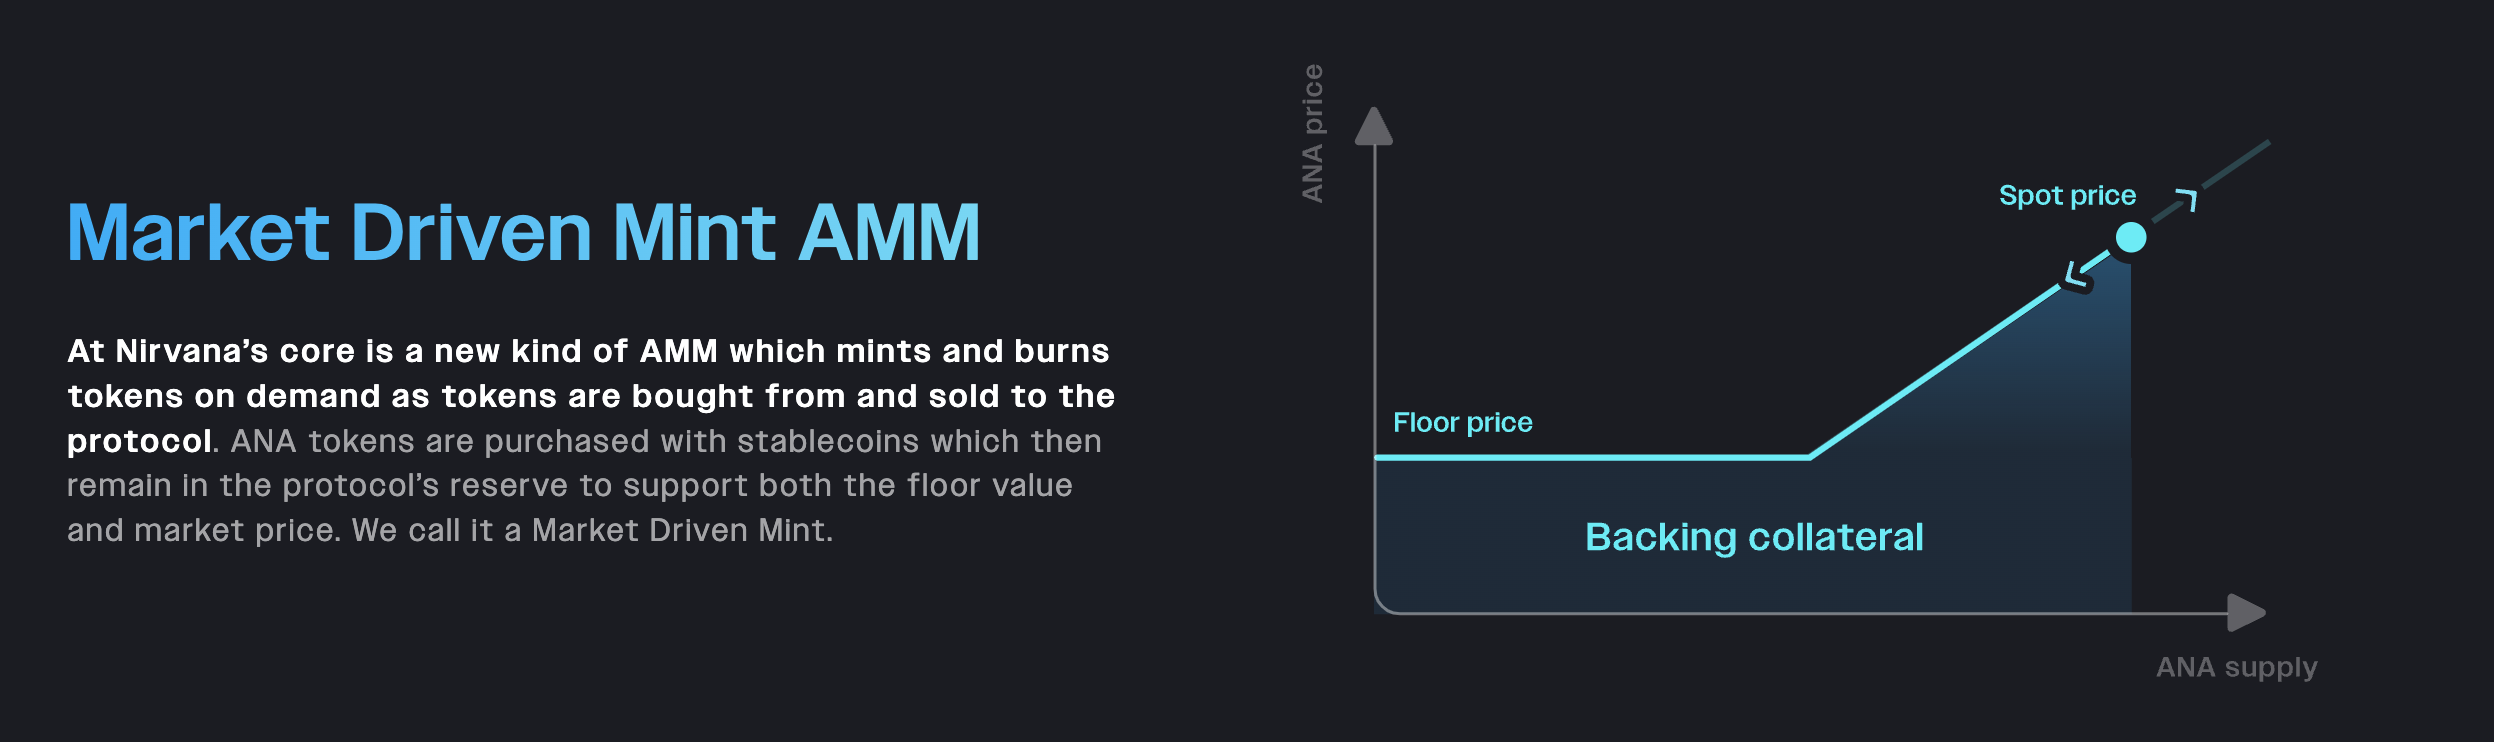 Market Driven Mint AMM
At Nirvana’s core is a new kind of AMM which mints and burns
tokens on demand as tokens are bought from and sold to the
protocol. ANA tokens are purchased with stablecoins which then
remain in the protocol’s reserve to support both the floor value
and market price. We call it a Market Driven Mint.
ANA price
Spot price
Floor price
Backing collateral
ANA supply